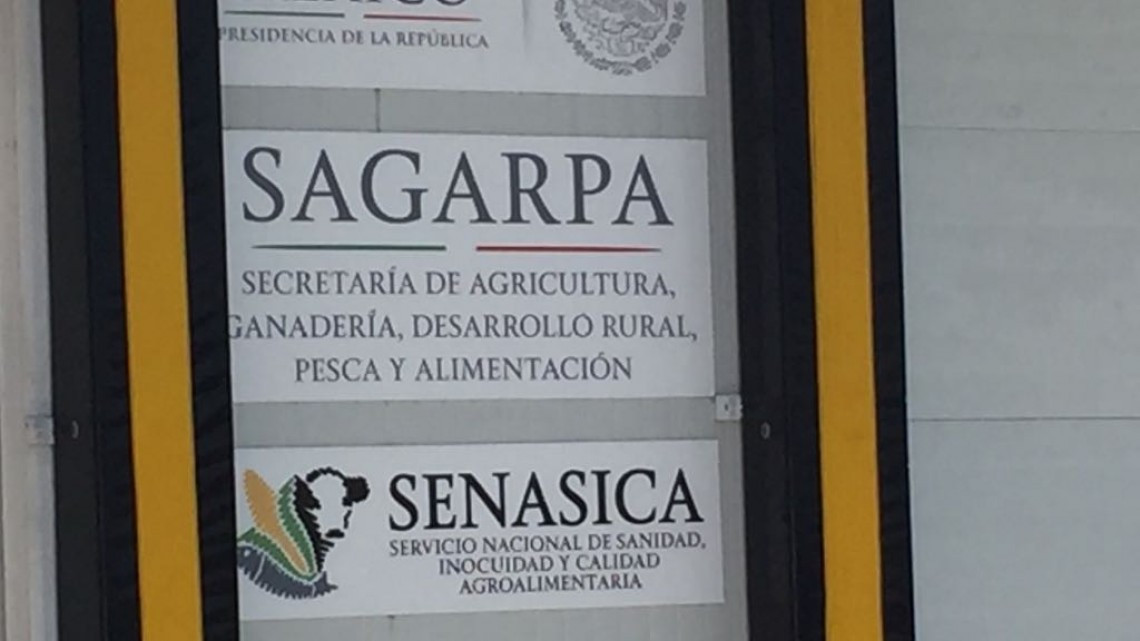 PRESIDENCIA DE LA REPÚBLICA
SAGARPA
SECRETARÍA DE AGRICULTURA,
GANADERÍA, DESARROLLO RURAL,
PESCA Y ALIMENTACIÓN
SENASICA
SERVICIO NACIONAL DE SANIDAD,
INOCUIDAD Y CALIDAD
AGROALIMENTARIA